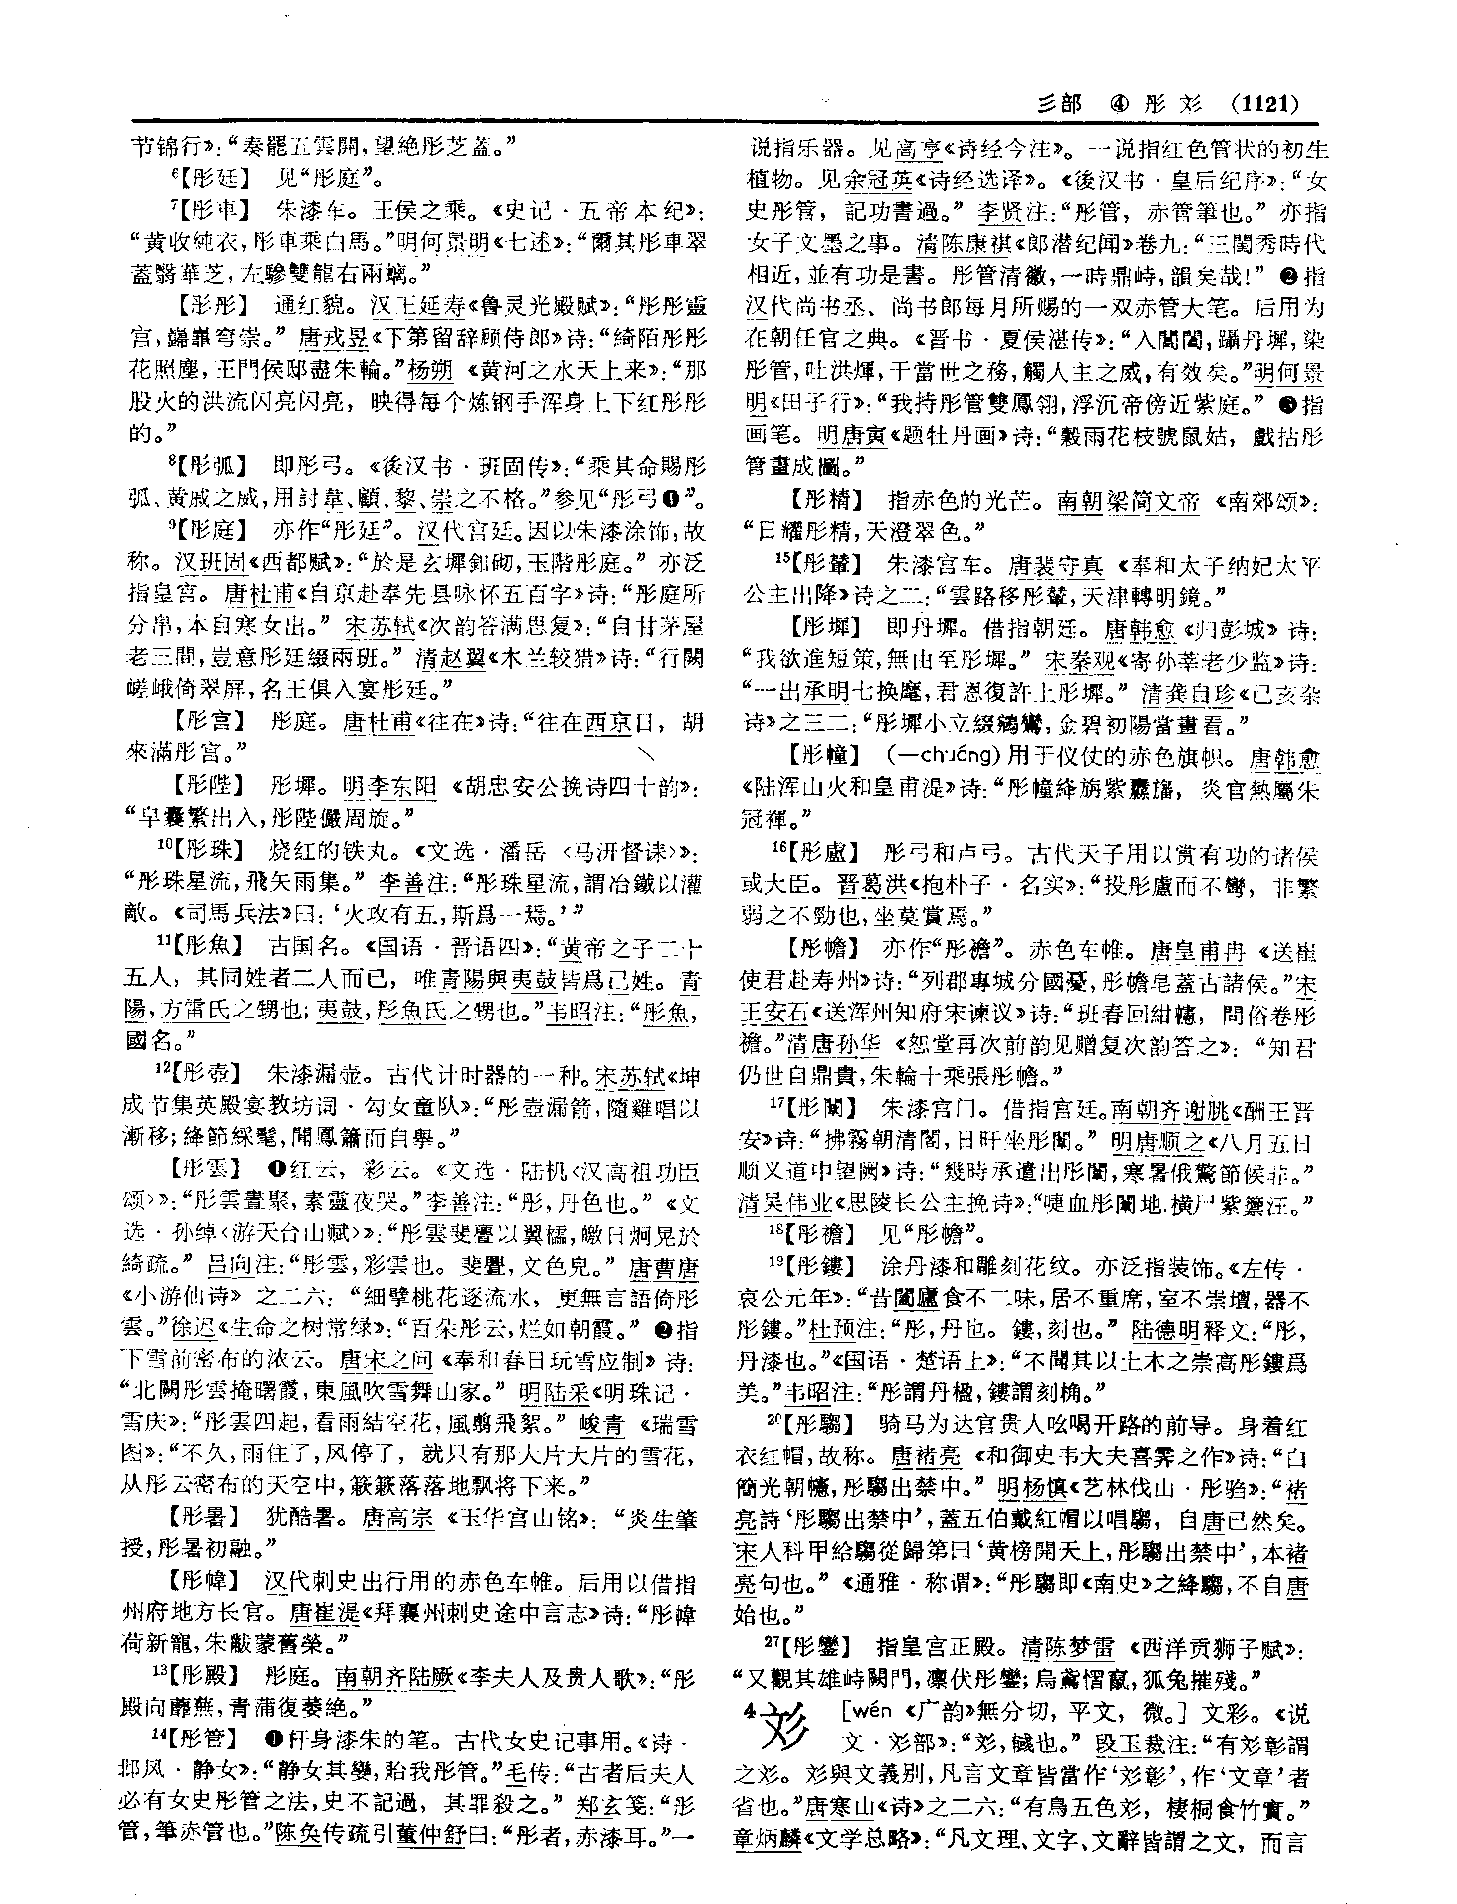 彡部 ④ 彤 彣 (1121)
节锦行》：“奏罷五雲開，望絶彤芝蓋。”
⁶【彤廷】 见“彤庭”。
⁷【彤車】 朱漆车。王侯之乘。《史记·五帝本纪》：
“黄收純衣，彤車乘白馬。”明何景明《七述》：“爾其彤車翠
蓋翳華芝，左驂雙龍右兩螭。”
【彤彤】 通红貌。汉王延寿《鲁灵光殿赋》：“彤彤靈
宫，巋嶵穹崇。” 唐戎昱《下第留辞顾侍郎》诗：“绮陌彤彤
花照塵，王門侯邸盡朱輪。”杨朔 《黄河之水天上来》：“那
股火的洪流闪亮闪亮， 映得每个炼钢手浑身上下红彤彤
的。”
⁸【彤弧】 即彤弓。《後汉书·班固传》：“乘其命賜彤
弧、黄戚之威，用討韋、顧、黎、崇之不格。”参见“彤弓❶”。
⁹【彤庭】 亦作“彤廷”。汉代宫廷。因以朱漆涂饰，故
称。汉班固《西都赋》：“於是玄墀釦砌，玉階彤庭。” 亦泛
指皇宫。唐杜甫《自京赴奉先县咏怀五百字》诗：“彤庭所
分帛，本自寒女出。” 宋苏轼《次韵答满思复》：“自甘茅屋
老三間，豈意彤廷綴兩班。” 清赵翼《木兰较猎》诗：“行闕
嵯峨倚翠屏，名王俱入宴彤廷。”
【彤宫】 彤庭。唐杜甫《往在》诗：“往在西京日， 胡
來滿彤宫。”
【彤陛】 彤墀。明李东阳 《胡忠安公挽诗四十韵》：
“皁囊繁出入，彤陛儼周旋。”
¹⁰【彤珠】 烧红的铁丸。《文选·潘岳〈马汧督诔〉》：
“彤珠星流，飛矢雨集。” 李善注：“彤珠星流，謂冶鐵以灌
敵。《司馬兵法》曰：‘火攻有五，斯爲一焉。’”
¹¹【彤魚】 古国名。《国语·晋语四》：“黄帝之子二十
五人， 其同姓者二人而已， 唯青陽與夷鼓皆爲己姓。青
陽，方雷氏之甥也；夷鼓，彤魚氏之甥也。”韦昭注：“彤魚，
國名。”
¹²【彤壺】 朱漆漏壶。古代计时器的一种。宋苏轼《坤
成节集英殿宴教坊词·勾女童队》：“彤壺漏箭，隨雞唱以
漸移；絳節綵髦，聞鳳簫而自舉。”
【彤雲】 ❶红云， 彩云。《文选·陆机〈汉高祖功臣
颂〉》：“彤雲晝聚，素靈夜哭。”李善注：“彤，丹色也。” 《文
选·孙绰〈游天台山赋〉》：“彤雲斐亹以翼櫺，皦日炯晃於
綺疏。” 吕向注：“彤雲，彩雲也。斐亹，文色皃。” 唐曹唐
《小游仙诗》 之二六：“細擘桃花逐流水， 更無言語倚彤
雲。”徐迟《生命之树常绿》：“百朵彤云，烂如朝霞。” ❷指
下雪前密布的浓云。唐宋之问《奉和春日玩雪应制》诗：
“北闕彤雲掩曙霞，東風吹雪舞山家。” 明陆采《明珠记·
雪庆》：“彤雲四起，看雨結空花，風翦飛絮。” 峻青 《瑞雪
图》：“不久，雨住了，风停了， 就只有那大片大片的雪花，
从彤云密布的天空中，簌簌落落地飘将下来。”
【彤暑】 犹酷暑。唐高宗 《玉华宫山铭》：“炎生肇
授，彤暑初融。”
【彤幃】 汉代刺史出行用的赤色车帷。后用以借指
州府地方长官。唐崔湜《拜襄州刺史途中言志》诗：“彤幃
荷新寵，朱黻蒙舊榮。”
¹³【彤殿】 彤庭。南朝齐陆厥《李夫人及贵人歌》：“彤
殿向蘼蕪，青蒲復萎絶。”
¹⁴【彤管】 ❶杆身漆朱的笔。古代女史记事用。《诗·
邶风·静女》：“静女其孌，貽我彤管。”毛传：“古者后夫人
必有女史彤管之法，史不記過， 其罪殺之。” 郑玄笺：“彤
管，筆赤管也。”陈奂传疏引董仲舒曰：“彤者，赤漆耳。”一
说指乐器。见高亨《诗经今注》。一说指红色管状的初生
植物。见余冠英《诗经选译》。《後汉书·皇后纪序》：“女
史彤管， 記功書過。” 李贤注：“彤管， 赤管筆也。” 亦指
女子文墨之事。清陈康祺《郎潜纪闻》卷九：“三閨秀時代
相近，並有功是書。彤管清徽，一時鼎峙，韻矣哉！” ❷指
汉代尚书丞、尚书郎每月所赐的一双赤管大笔。后用为
在朝任官之典。《晋书·夏侯湛传》：“入閶闔，躡丹墀，染
彤管，吐洪煇，干當世之務，觸人主之威，有效矣。”明何景
明《田子行》：“我持彤管雙鳳翎，浮沉帝傍近紫庭。” ❸指
画笔。明唐寅《题牡丹画》诗：“穀雨花枝號鼠姑， 戲拈彤
管畫成圖。”
【彤精】 指赤色的光芒。南朝梁简文帝 《南郊颂》：
“日耀彤精，天澄翠色。”
¹⁵【彤輦】 朱漆宫车。唐裴守真 《奉和太子纳妃太平
公主出降》诗之二：“雲路移彤輦，天津轉明鏡。”
【彤墀】 即丹墀。借指朝廷。唐韩愈 《归彭城》 诗：
“我欲進短策，無由至彤墀。” 宋秦观《寄孙莘老少监》诗：
“一出承明七换麾，君恩復許上彤墀。” 清龚自珍《己亥杂
诗》之三二：“彤墀小立綴鵷鸞，金碧初陽當畫看。”
【彤幢】 （—chuáng）用于仪仗的赤色旗帜。唐韩愈
《陆浑山火和皇甫湜》诗：“彤幢絳旃紫纛旛， 炎官熱屬朱
冠褌。”
¹⁶【彤盧】 彤弓和卢弓。古代天子用以赏有功的诸侯
或大臣。晋葛洪《抱朴子·名实》：“投彤盧而不彎， 非繁
弱之不勁也，坐莫賞焉。”
【彤幨】 亦作“彤襜”。赤色车帷。唐皇甫冉 《送崔
使君赴寿州》诗：“列郡專城分國憂，彤幨皂蓋古諸侯。”宋
王安石《送浑州知府宋谏议》诗：“班春回紺幰， 問俗卷彤
襜。”清唐孙华 《恕堂再次前韵见赠复次韵答之》：“知君
仍世自鼎貴，朱輪十乘張彤幨。”
¹⁷【彤闈】 朱漆宫门。借指宫廷。南朝齐谢朓《酬王晋
安》诗：“拂霧朝清閣，日旰坐彤闈。” 明唐顺之《八月五日
顺义道中望阙》诗：“幾時承遣出彤闈，寒暑俄驚節候非。”
清吴伟业《思陵长公主挽诗》：“喋血彤闈地，横尸紫籞汪。”
¹⁸【彤襜】 见“彤幨”。
¹⁹【彤鏤】 涂丹漆和雕刻花纹。亦泛指装饰。《左传·
哀公元年》：“昔闔廬食不二味，居不重席，室不崇壇，器不
彤鏤。”杜预注：“彤，丹也。鏤，刻也。” 陆德明释文：“彤，
丹漆也。”《国语·楚语上》：“不聞其以土木之崇高彤鏤爲
美。”韦昭注：“彤謂丹楹，鏤謂刻桷。”
²⁰【彤騶】 骑马为达官贵人吆喝开路的前导。身着红
衣红帽，故称。唐褚亮 《和御史韦大夫喜霁之作》诗：“白
簡光朝幰，彤騶出禁中。” 明杨慎《艺林伐山·彤驺》：“褚
亮詩‘彤騶出禁中’，蓋五伯戴紅帽以唱騶， 自唐已然矣。
宋人科甲給騶從歸第曰‘黄榜開天上，彤騶出禁中’，本褚
亮句也。” 《通雅·称谓》：“彤騶即《南史》之絳騶，不自唐
始也。”
²⁷【彤鑾】 指皇宫正殿。清陈梦雷 《西洋贡狮子赋》：
“又觀其雄峙闕門，凛伏彤鑾；烏鳶慴竄，狐兔摧殘。”
⁴彣 [wén 《广韵》無分切，平文， 微。] 文彩。《说
文·彣部》：“彣，䤋也。” 段玉裁注：“有彣彰謂
之彣。彣與文義别，凡言文章皆當作‘彣彰’，作‘文章’者
省也。”唐寒山《诗》之二六：“有鳥五色彣， 棲桐食竹實。”
章炳麟《文学总略》：“凡文理、文字、文辭皆謂之文， 而言